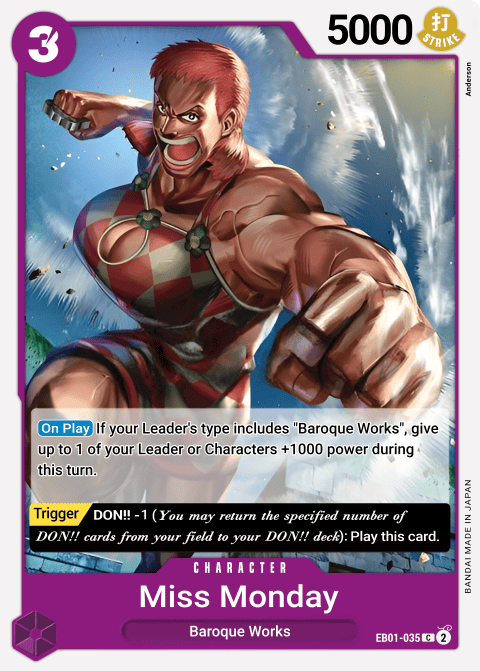 3
5000
打
STRIKE
Anderson
On Play If your Leader's type includes "Baroque Works", give
up to 1 of your Leader or Characters +1000 power during
this turn.
Trigger DON!! -1 (You may return the specified number of
DON!! cards from your field to your DON!! deck): Play this card.
BANDAI MADE IN JAPAN
CHARACTER
Miss Monday
Baroque Works
EB01-035 C 2